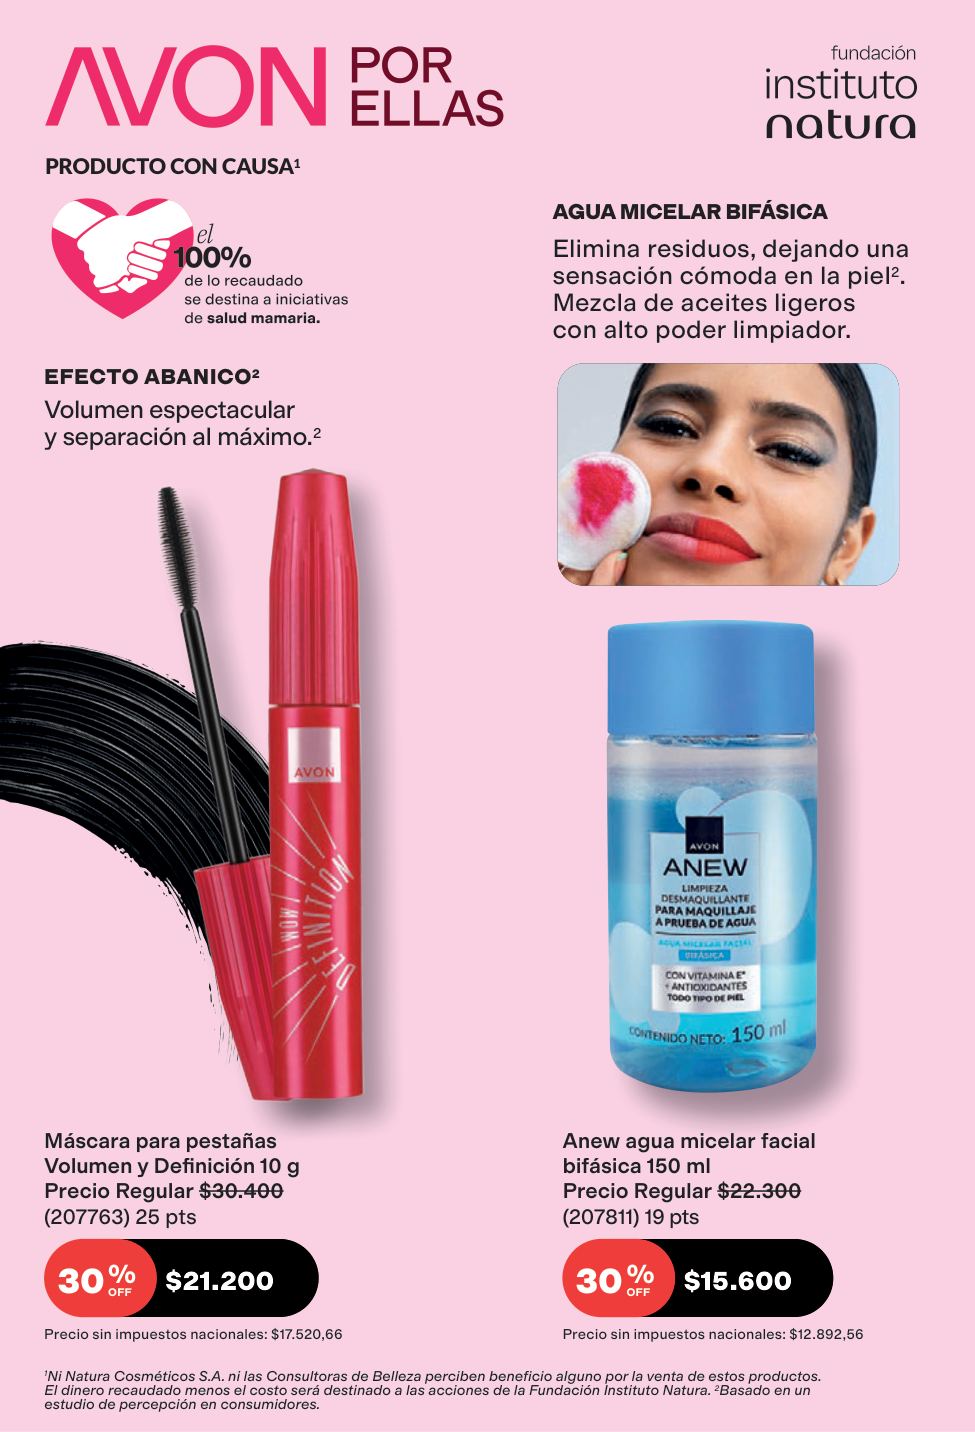 AVON POR
ELLAS
fundación
instituto
natura
PRODUCTO CON CAUSA¹
el
100%
de lo recaudado
se destina a iniciativas
de salud mamaria.
AGUA MICELAR BIFÁSICA
Elimina residuos, dejando una
sensación cómoda en la piel².
Mezcla de aceites ligeros
con alto poder limpiador.
EFECTO ABANICO²
Volumen espectacular
y separación al máximo.²
AVON
WOW
DEFINITION
AVON
ANEW
LIMPIEZA
DESMAQUILLANTE
PARA MAQUILLAJE
A PRUEBA DE AGUA
AGUA MICELAR FACIAL
BIFÁSICA
CON VITAMINA E*
+ ANTIOXIDANTES
TODO TIPO DE PIEL
CONTENIDO NETO: 150 ml
Máscara para pestañas
Volumen y Definición 10 g
Precio Regular $30.400
(207763) 25 pts
30% OFF $21.200
Precio sin impuestos nacionales: $17.520,66
Anew agua micelar facial
bifásica 150 ml
Precio Regular $22.300
(207811) 19 pts
30% OFF $15.600
Precio sin impuestos nacionales: $12.892,56
¹Ni Natura Cosméticos S.A. ni las Consultoras de Belleza perciben beneficio alguno por la venta de estos productos.
El dinero recaudado menos el costo será destinado a las acciones de la Fundación Instituto Natura. ²Basado en un
estudio de percepción en consumidores.